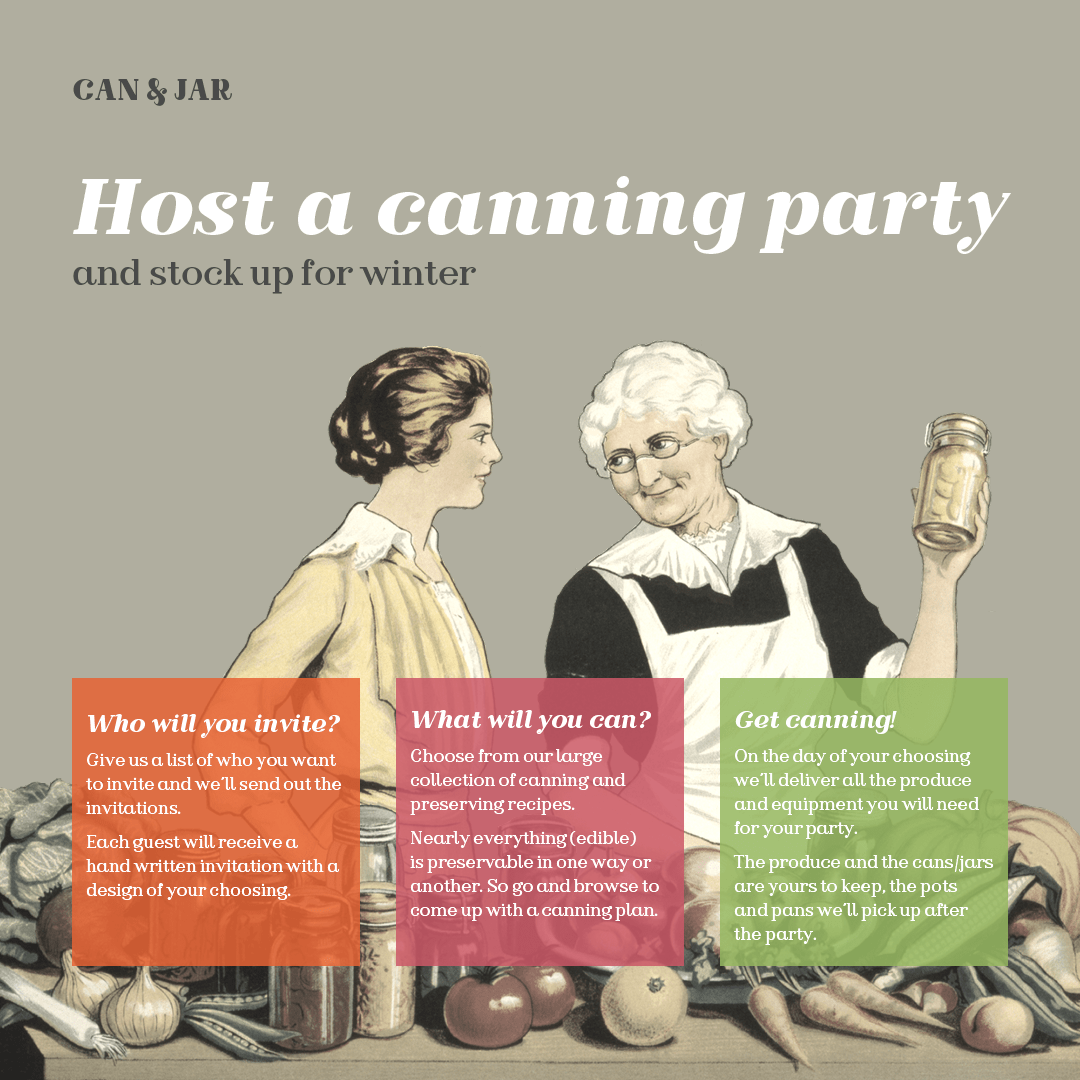 CAN & JAR
Host a canning party
and stock up for winter
Who will you invite?
Give us a list of who you want
to invite and we'll send out the
invitations.
Each guest will receive a
hand written invitation with a
design of your choosing.
What will you can?
Choose from our large
collection of canning and
preserving recipes.
Nearly everything (edible)
is preservable in one way or
another. So go and browse to
come up with a canning plan.
Get canning!
On the day of your choosing
we'll deliver all the produce
and equipment you will need
for your party.
The produce and the cans/jars
are yours to keep, the pots
and pans we'll pick up after
the party.